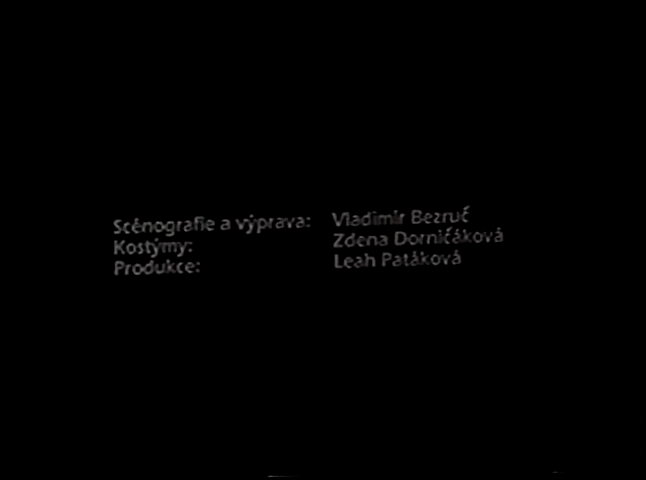 Scénografie a výprava: Vladimír Bezruč
Kostýmy: Zdena Dorničáková
Produkce: Leah Patáková